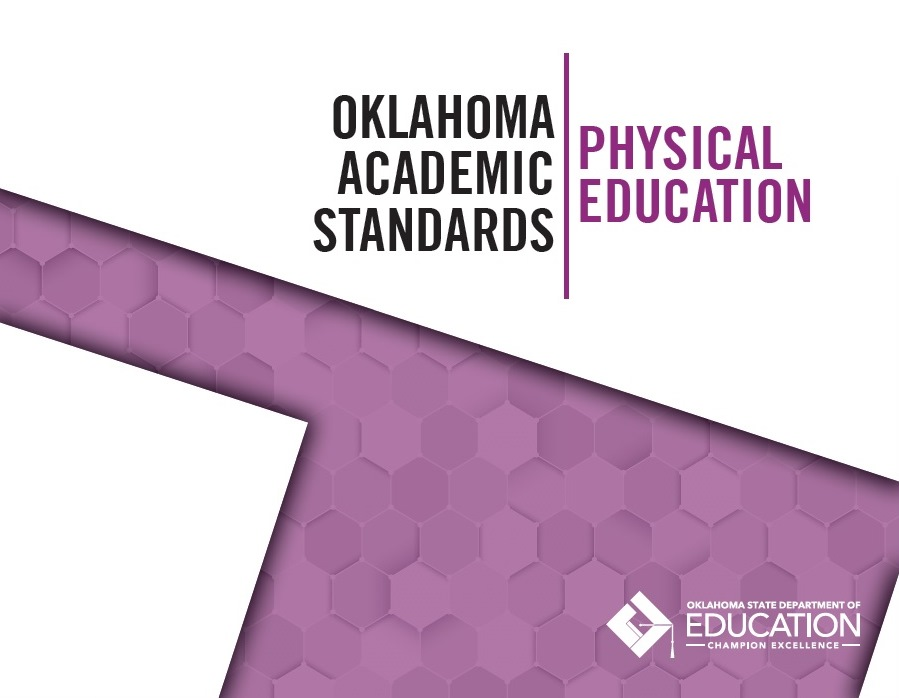 OKLAHOMA
ACADEMIC
STANDARDS
PHYSICAL
EDUCATION
OKLAHOMA STATE DEPARTMENT OF
EDUCATION
CHAMPION EXCELLENCE